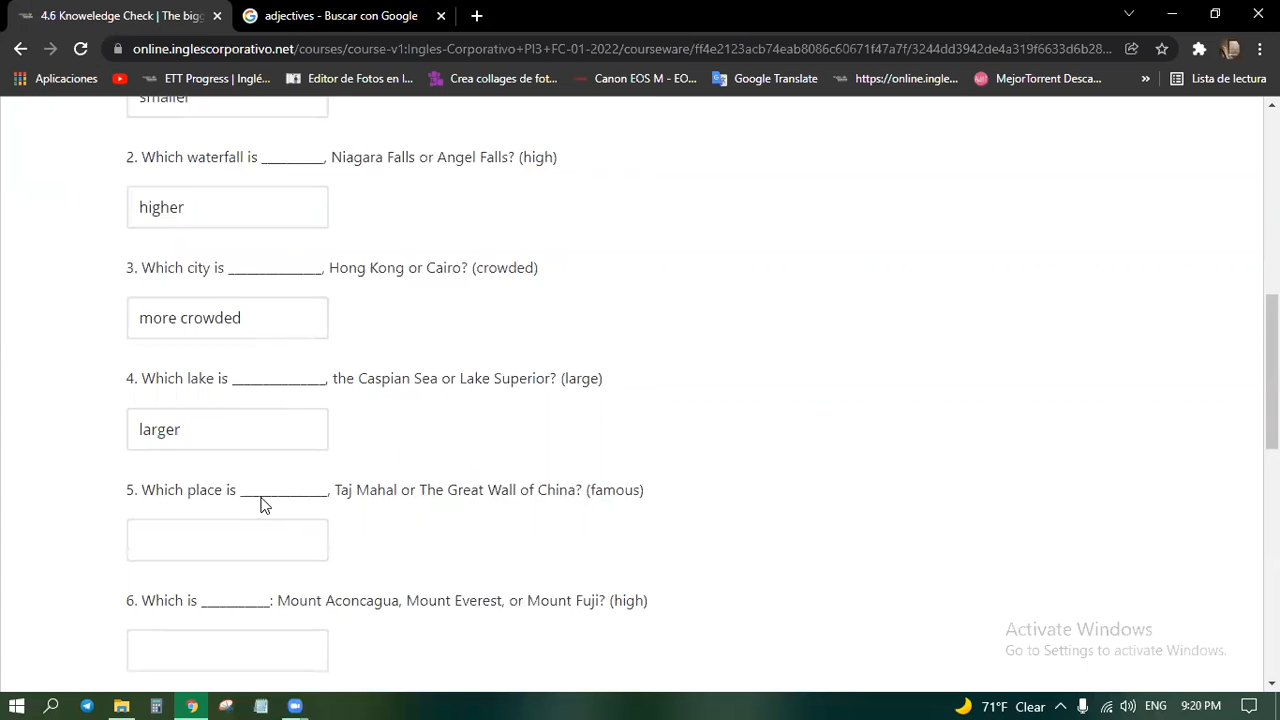 4.6 Knowledge Check | The big
adjectives - Buscar con Google
online.inglescorporativo.net/courses/course-v1:Ingles-Corporativo+PI3+FC-01-2022/courseware/ff4e2123acb74eab8086c60671f47a7f/3244dd3942de4a319f6633d6b28...
Aplicaciones
ETT Progress | Inglé...
Editor de Fotos en l...
Crea collages de fot...
Canon EOS M - EO...
Google Translate
https://online.ingle...
MejorTorrent Desca...
»
Lista de lectura
smaller
2. Which waterfall is ________, Niagara Falls or Angel Falls? (high)
higher
3. Which city is ____________, Hong Kong or Cairo? (crowded)
more crowded
4. Which lake is ____________, the Caspian Sea or Lake Superior? (large)
larger
5. Which place is ___________, Taj Mahal or The Great Wall of China? (famous)
6. Which is _________: Mount Aconcagua, Mount Everest, or Mount Fuji? (high)
Activate Windows
Go to Settings to activate Windows.
71°F Clear
ENG
9:20 PM